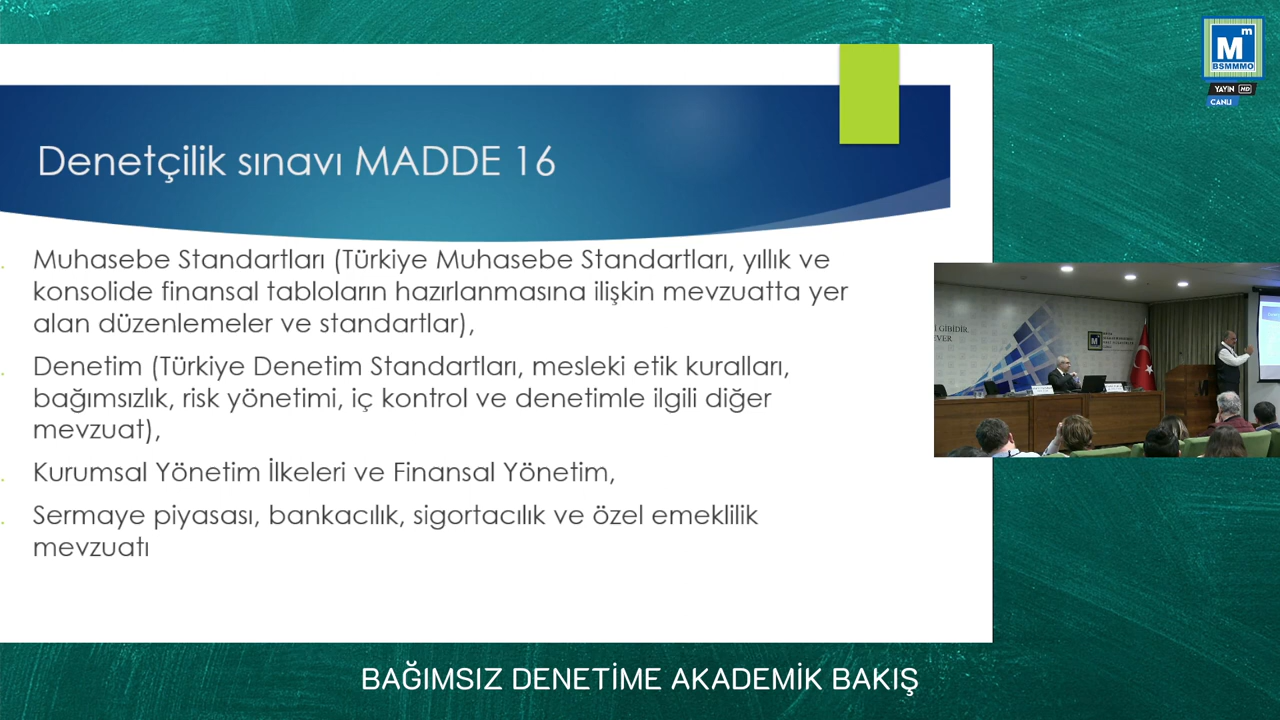 Denetçilik sınavı MADDE 16
Muhasebe Standartları (Türkiye Muhasebe Standartları, yıllık ve
konsolide finansal tabloların hazırlanmasına ilişkin mevzuatta yer
alan düzenlemeler ve standartlar),
Denetim (Türkiye Denetim Standartları, mesleki etik kuralları,
bağımsızlık, risk yönetimi, iç kontrol ve denetimle ilgili diğer
mevzuat),
Kurumsal Yönetim İlkeleri ve Finansal Yönetim,
Sermaye piyasası, bankacılık, sigortacılık ve özel emeklilik
mevzuatı
Mm
BSMMMO
YAYIN HD
CANLI
BAĞIMSIZ DENETİME AKADEMİK BAKIŞ